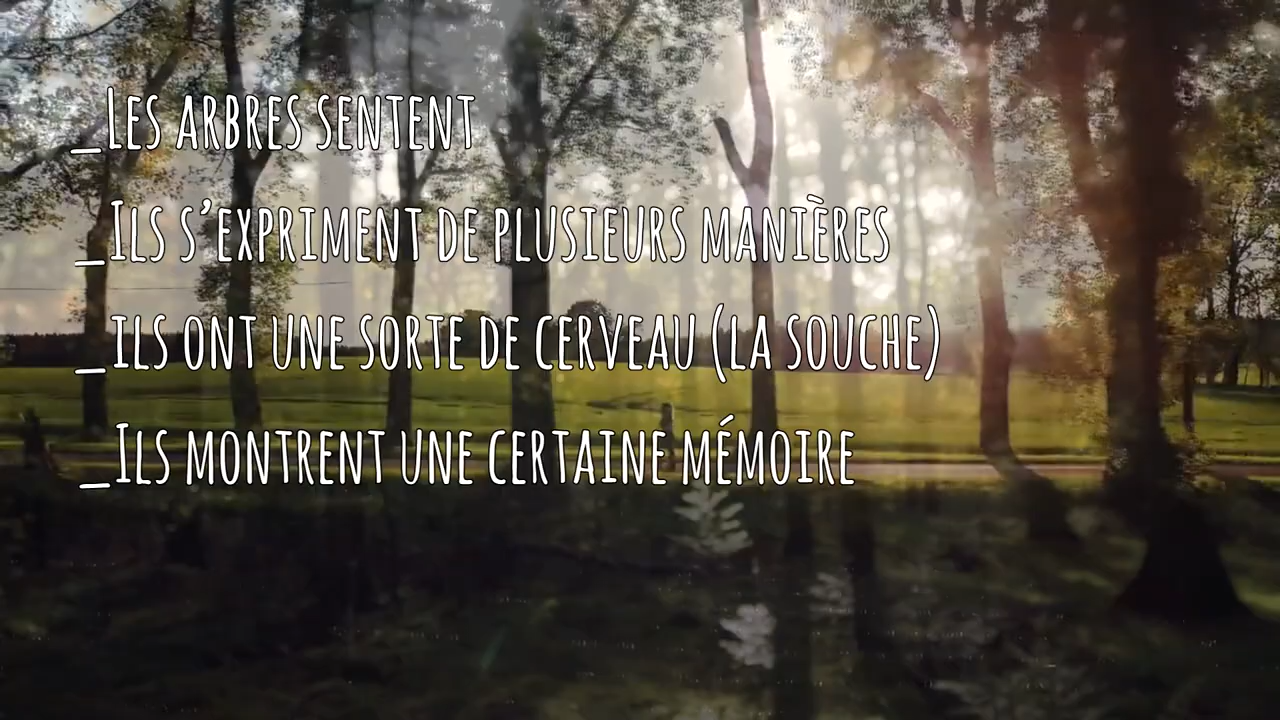 _Les arbres sentent
_Ils s’expriment de plusieurs manières
_ils ont une sorte de cerveau (la souche)
_Ils montrent une certaine mémoire